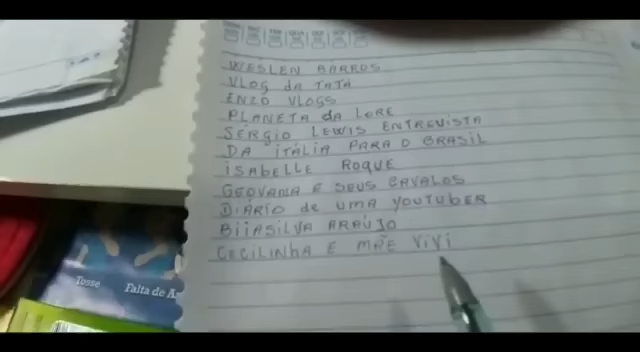 WESLEN BARROS
VLOG da TATA
ENZO VLOGS
PLANETA da LORE
SÉRGIO LEWIS ENTREVISTA
DA ITÁLIA PARA O BRASIL
ISABELLE ROQUE
GEOVANA E SEUS CAVALOS
DIÁRIO de UMA YOUTUBER
BIIASILVA ARAÚJO
CECILINHA E MÃE VIVI
Tosse
Falta de A